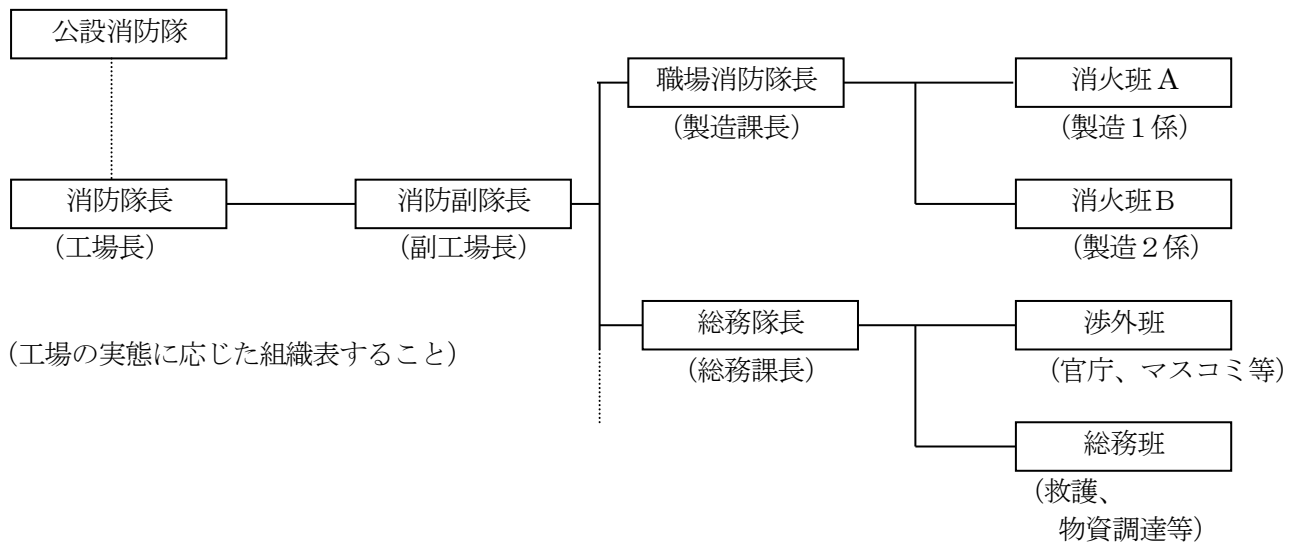 公設消防隊
職場消防隊長
消火班A
(製造課長)
(製造1係)
消防隊長
消防副隊長
消火班B
(工場長)
(副工場長)
(製造2係)
総務隊長
渉外班
(工場の実態に応じた組織表すること)
(総務課長)
(官庁、マスコミ等)
総務班
(救護、
物資調達等)